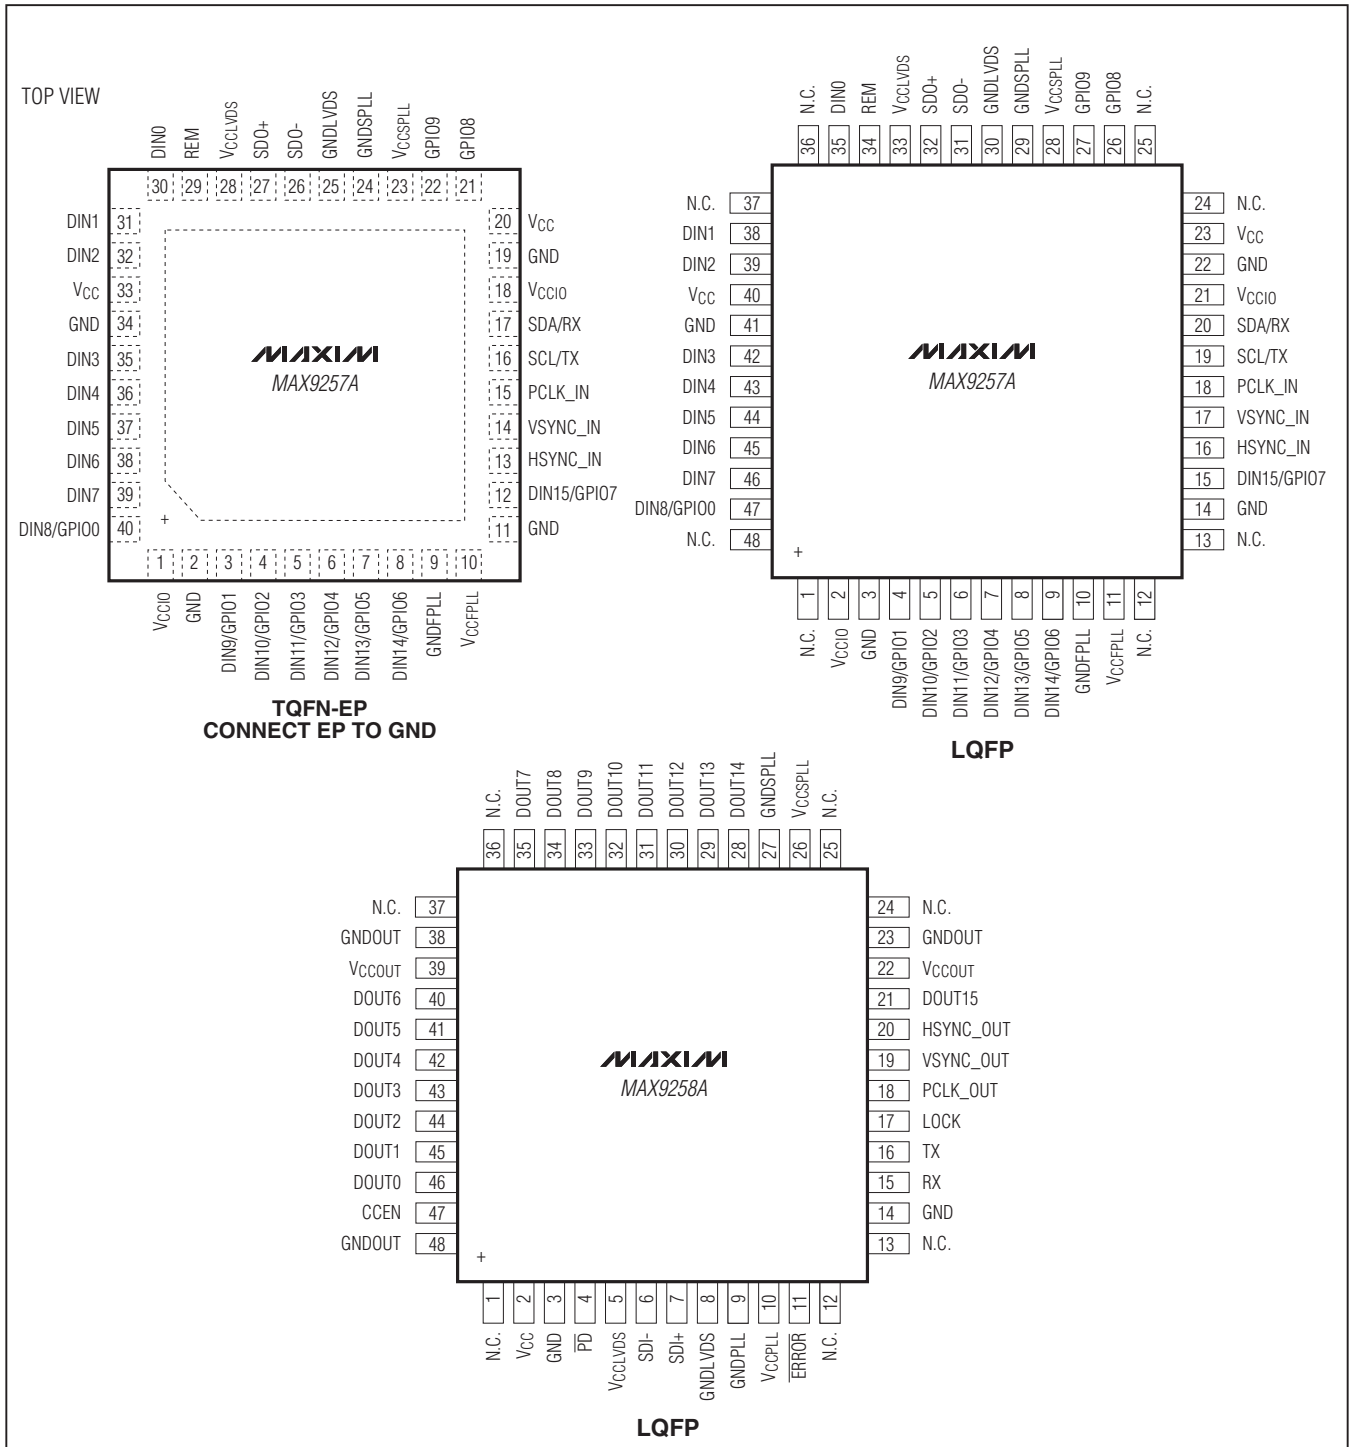 TOP VIEW
DIN0 REM VCCLVDS SDO+ SDO- GNDLVDS GNDSPLL VCCSPLL GPIO9 GPIO8
30 29 28 27 26 25 24 23 22 21
DIN1 31 20 VCC
DIN2 32 19 GND
VCC 33 18 VCCIO
GND 34 17 SDA/RX
DIN3 35 16 SCL/TX
DIN4 36 15 PCLK_IN
DIN5 37 14 VSYNC_IN
DIN6 38 13 HSYNC_IN
DIN7 39 12 DIN15/GPIO7
DIN8/GPIO0 40 11 GND
MAXIM
MAX9257A
+
1 2 3 4 5 6 7 8 9 10
VCCIO GND DIN9/GPIO1 DIN10/GPIO2 DIN11/GPIO3 DIN12/GPIO4 DIN13/GPIO5 DIN14/GPIO6 GNDFPLL VCCFPLL
TQFN-EP
CONNECT EP TO GND
N.C. DIN0 REM VCCLVDS SDO+ SDO- GNDLVDS GNDSPLL VCCSPLL GPIO9 GPIO8 N.C.
36 35 34 33 32 31 30 29 28 27 26 25
N.C. 37 24 N.C.
DIN1 38 23 VCC
DIN2 39 22 GND
VCC 40 21 VCCIO
GND 41 20 SDA/RX
DIN3 42 19 SCL/TX
DIN4 43 18 PCLK_IN
DIN5 44 17 VSYNC_IN
DIN6 45 16 HSYNC_IN
DIN7 46 15 DIN15/GPIO7
DIN8/GPIO0 47 14 GND
N.C. 48 13 N.C.
MAXIM
MAX9257A
+
1 2 3 4 5 6 7 8 9 10 11 12
N.C. VCCIO GND DIN9/GPIO1 DIN10/GPIO2 DIN11/GPIO3 DIN12/GPIO4 DIN13/GPIO5 DIN14/GPIO6 GNDFPLL VCCFPLL N.C.
LQFP
N.C. DOUT7 DOUT8 DOUT9 DOUT10 DOUT11 DOUT12 DOUT13 DOUT14 GNDSPLL VCCSPLL N.C.
36 35 34 33 32 31 30 29 28 27 26 25
N.C. 37 24 N.C.
GNDOUT 38 23 GNDOUT
VCCOUT 39 22 VCCOUT
DOUT6 40 21 DOUT15
DOUT5 41 20 HSYNC_OUT
DOUT4 42 19 VSYNC_OUT
DOUT3 43 18 PCLK_OUT
DOUT2 44 17 LOCK
DOUT1 45 16 TX
DOUT0 46 15 RX
CCEN 47 14 GND
GNDOUT 48 13 N.C.
MAXIM
MAX9258A
+
1 2 3 4 5 6 7 8 9 10 11 12
N.C. VCC GND PD VCCLVDS SDI- SDI+ GNDLVDS GNDPLL VCCPLL ERROR N.C.
LQFP